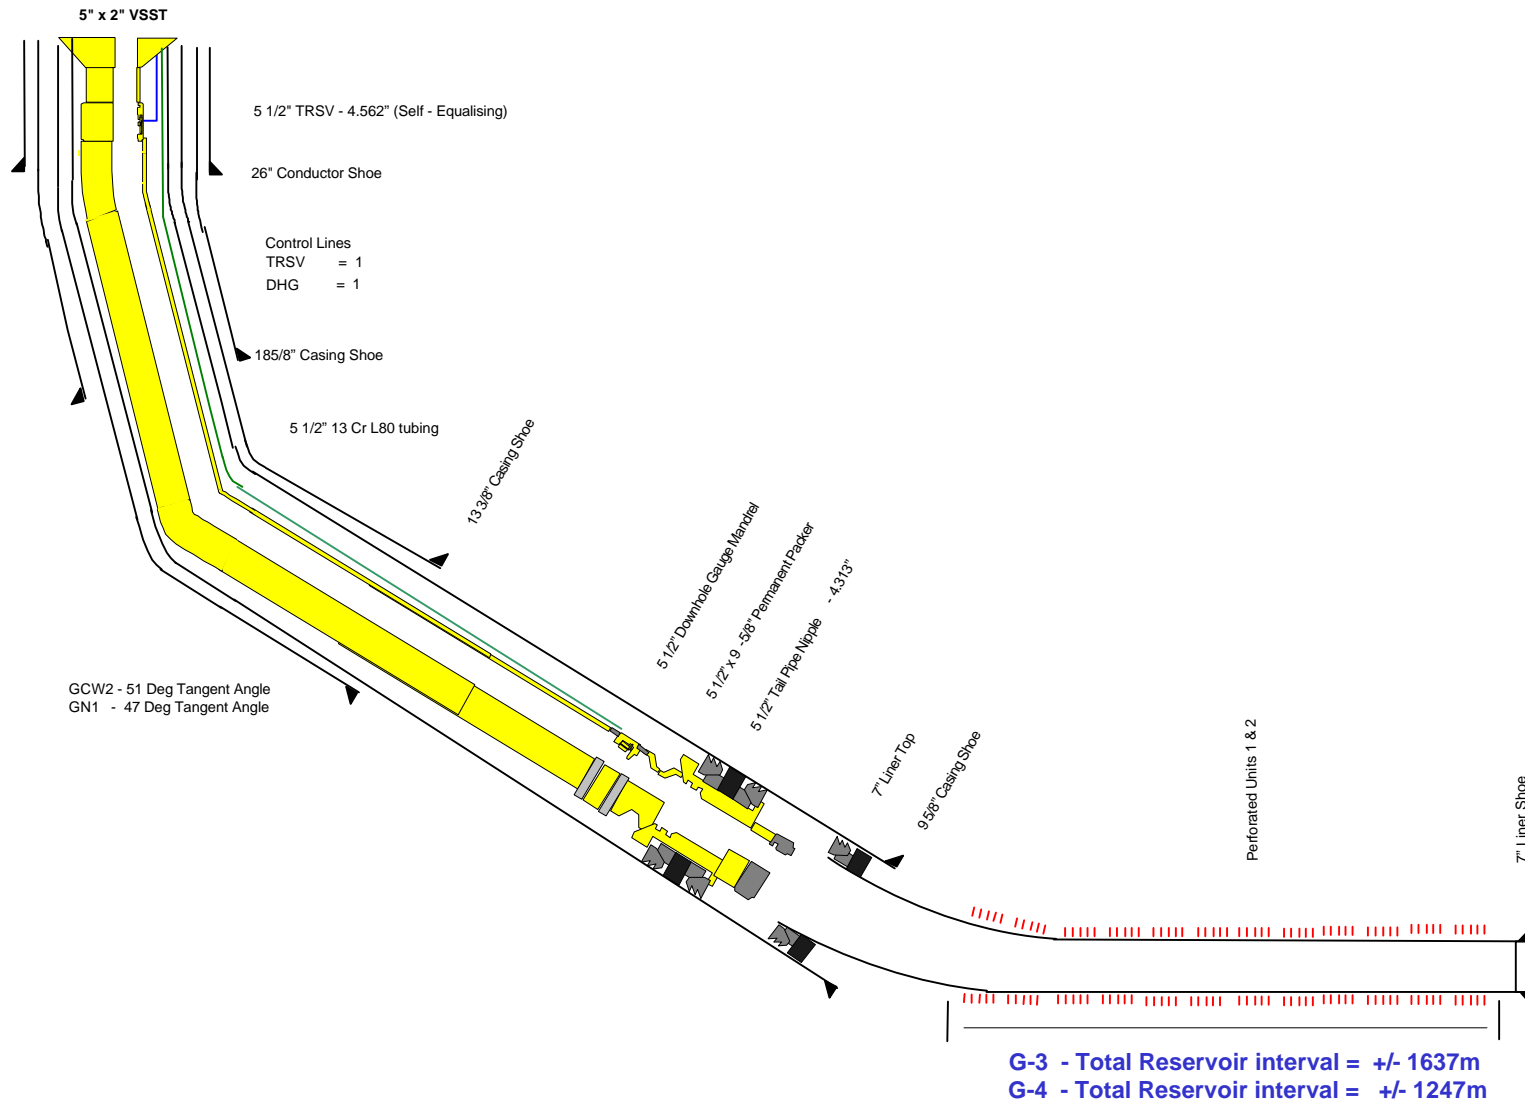 5" x 2" VSST
5 1/2" TRSV - 4.562” (Self - Equalising)
26" Conductor Shoe
Control Lines
TRSV = 1
DHG = 1
185/8” Casing Shoe
5 1/2” 13 Cr L80 tubing
13 3/8” Casing Shoe
5 1/2” Downhole Gauge Mandrel
5 1/2” x 9 -5/8” Permanent Packer
5 1/2” Tail Pipe Nipple - 4.313”
7” Liner Top
9 5/8” Casing Shoe
GCW2 - 51 Deg Tangent Angle
GN1 - 47 Deg Tangent Angle
Perforated Units 1 & 2
7” Liner Shoe
G-3 - Total Reservoir interval = +/- 1637m
G-4 - Total Reservoir interval = +/- 1247m